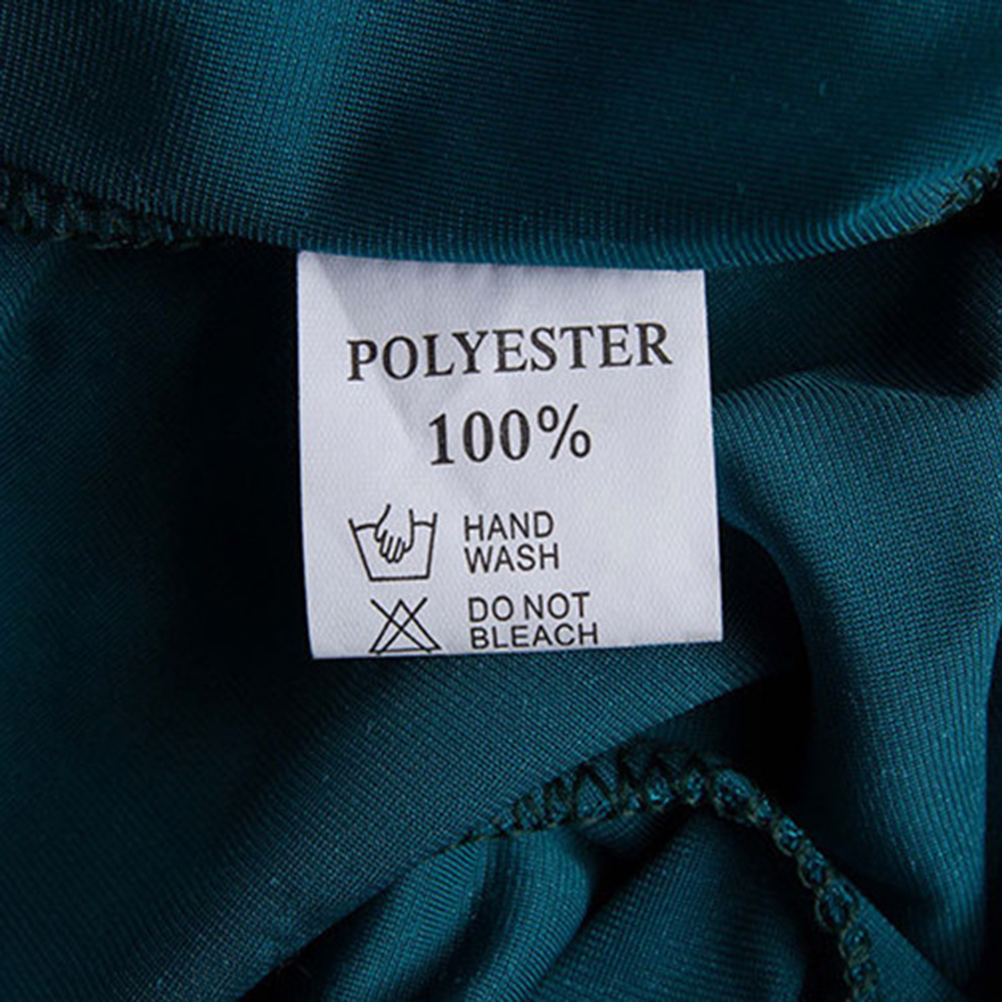 POLYESTER
100%
HAND
WASH
DO NOT
BLEACH